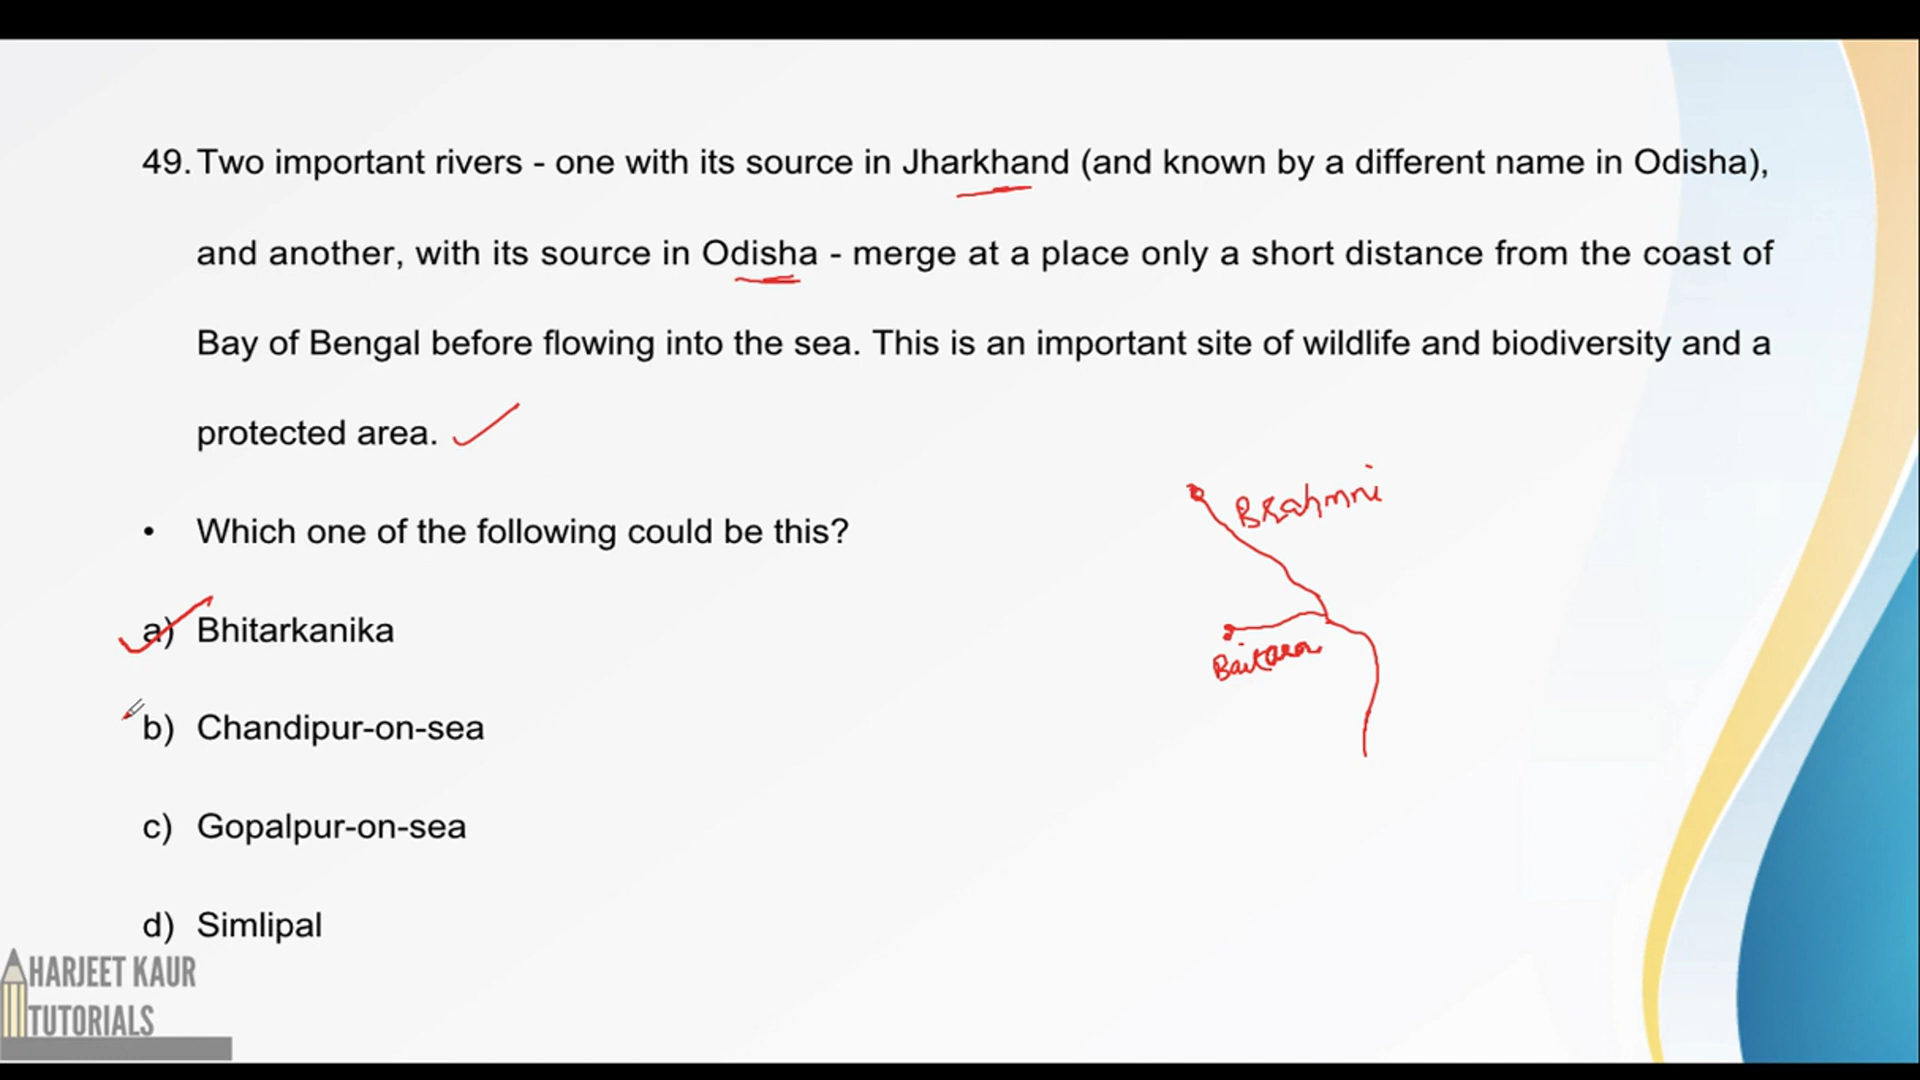 49. Two important rivers - one with its source in Jharkhand (and known by a different name in Odisha),
and another, with its source in Odisha - merge at a place only a short distance from the coast of
Bay of Bengal before flowing into the sea. This is an important site of wildlife and biodiversity and a
protected area.
Brahmni
• Which one of the following could be this?
a) Bhitarkanika
b) Chandipur-on-sea
c) Gopalpur-on-sea
d) Simlipal
HARJEET KAUR
TUTORIALS